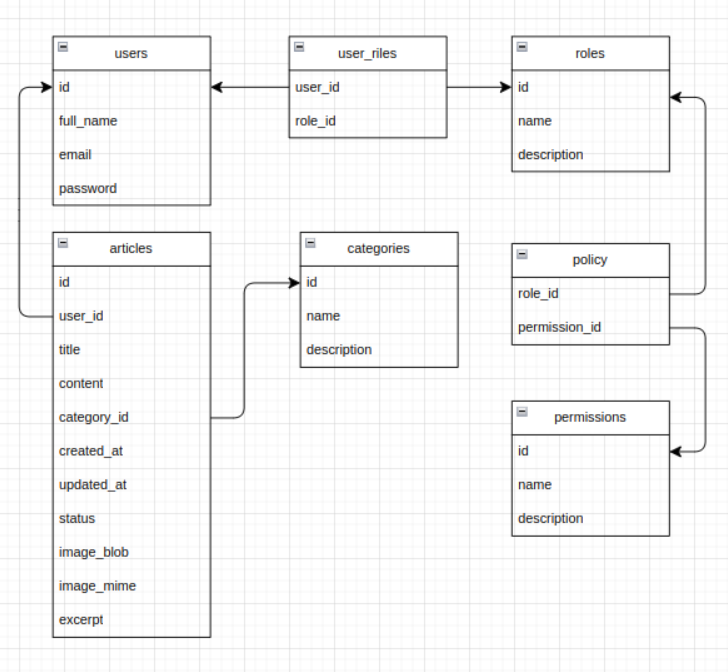 users
id
full_name
email
password
user_riles
user_id
role_id
roles
id
name
description
articles
id
user_id
title
content
category_id
created_at
updated_at
status
image_blob
image_mime
excerpt
categories
id
name
description
policy
role_id
permission_id
permissions
id
name
description